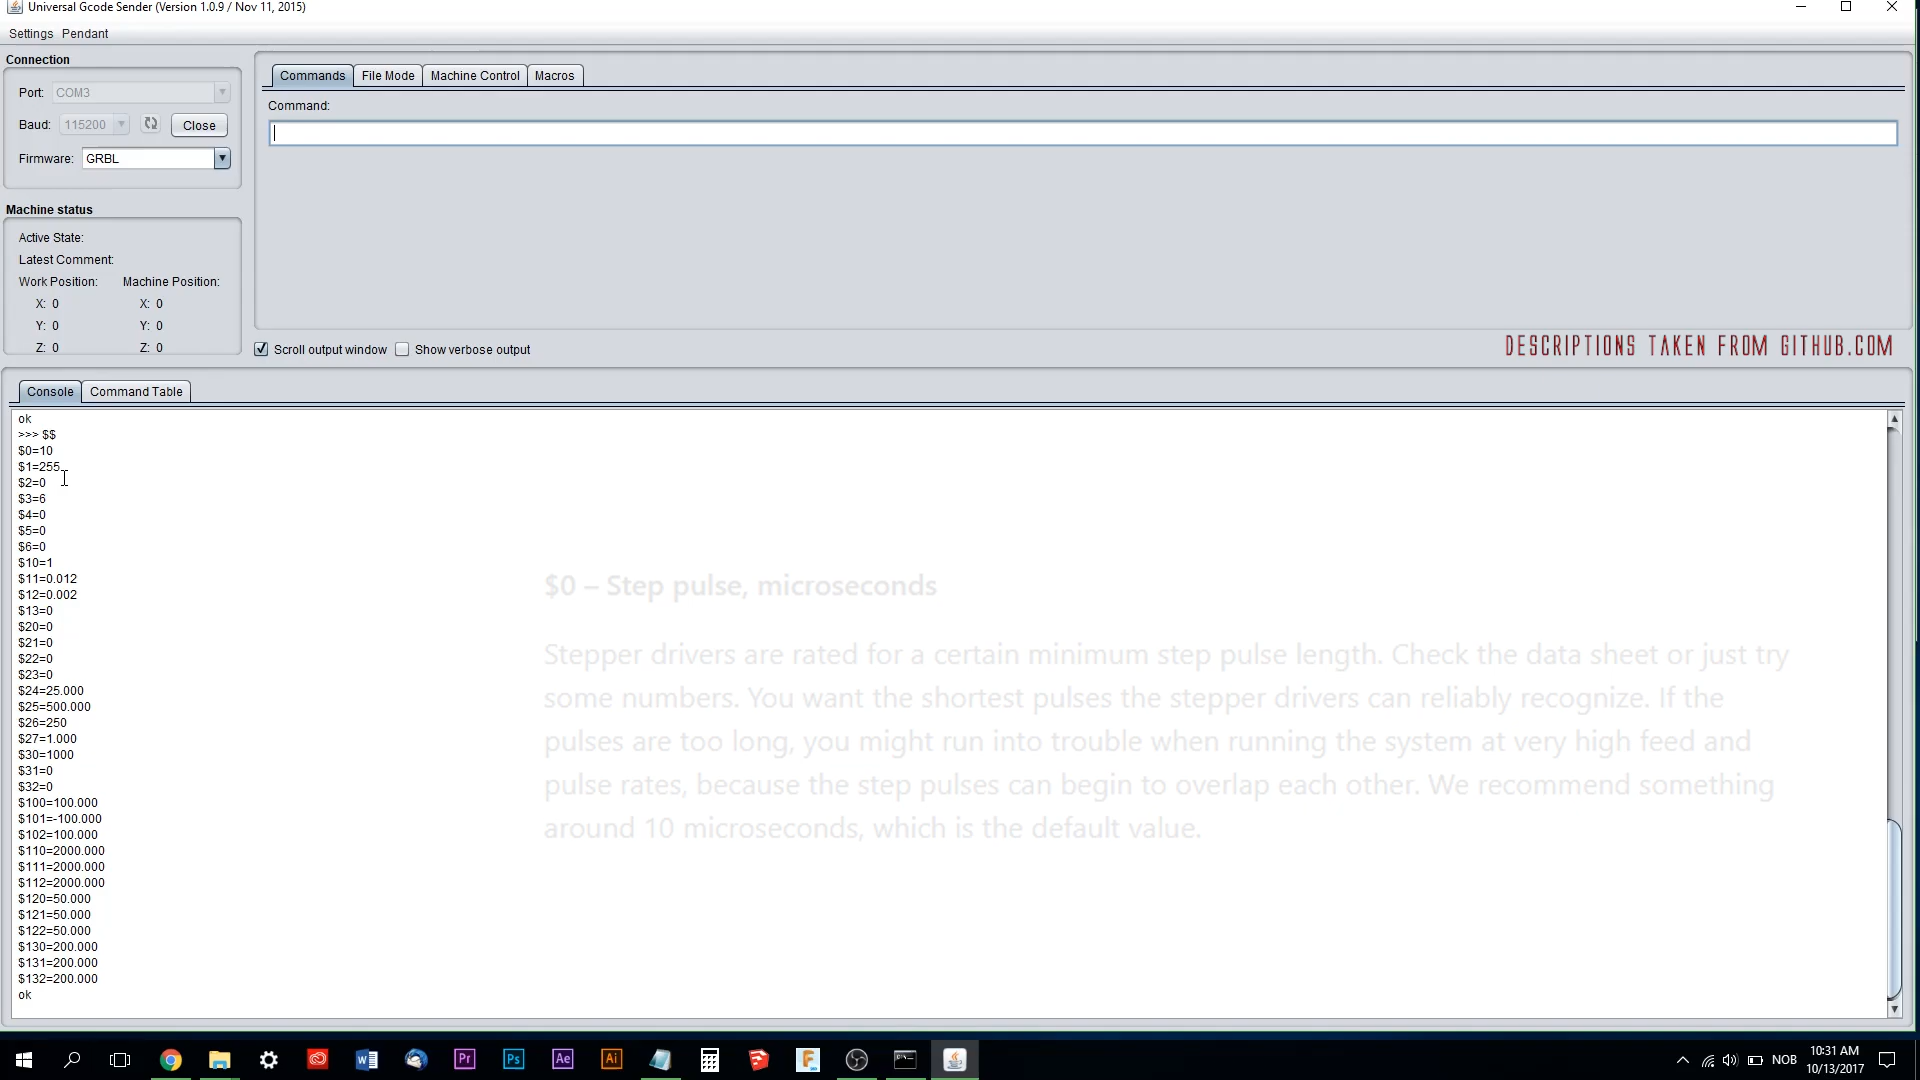 Universal Gcode Sender (Version 1.0.9 / Nov 11, 2015)
Settings Pendant
Connection
Port: COM3
Baud: 115200 Close
Firmware: GRBL
Machine status
Active State:
Latest Comment:
Work Position: Machine Position:
X: 0 X: 0
Y: 0 Y: 0
Z: 0 Z: 0
Commands File Mode Machine Control Macros
Command:
Scroll output window Show verbose output
DESCRIPTIONS TAKEN FROM GITHUB.COM
Console Command Table
ok
>>> $$
$0=10
$1=255
$2=0
$3=6
$4=0
$5=0
$6=0
$10=1
$11=0.012
$12=0.002
$13=0
$20=0
$21=0
$22=0
$23=0
$24=25.000
$25=500.000
$26=250
$27=1.000
$30=1000
$31=0
$32=0
$100=100.000
$101=-100.000
$102=100.000
$110=2000.000
$111=2000.000
$112=2000.000
$120=50.000
$121=50.000
$122=50.000
$130=200.000
$131=200.000
$132=200.000
ok
$0 – Step pulse, microseconds
Stepper drivers are rated for a certain minimum step pulse length. Check the data sheet or just try
some numbers. You want the shortest pulses the stepper drivers can reliably recognize. If the
pulses are too long, you might run into trouble when running the system at very high feed and
pulse rates, because the step pulses can begin to overlap each other. We recommend something
around 10 microseconds, which is the default value.
Pr Ps Ae Ai
NOB
10:31 AM
10/13/2017